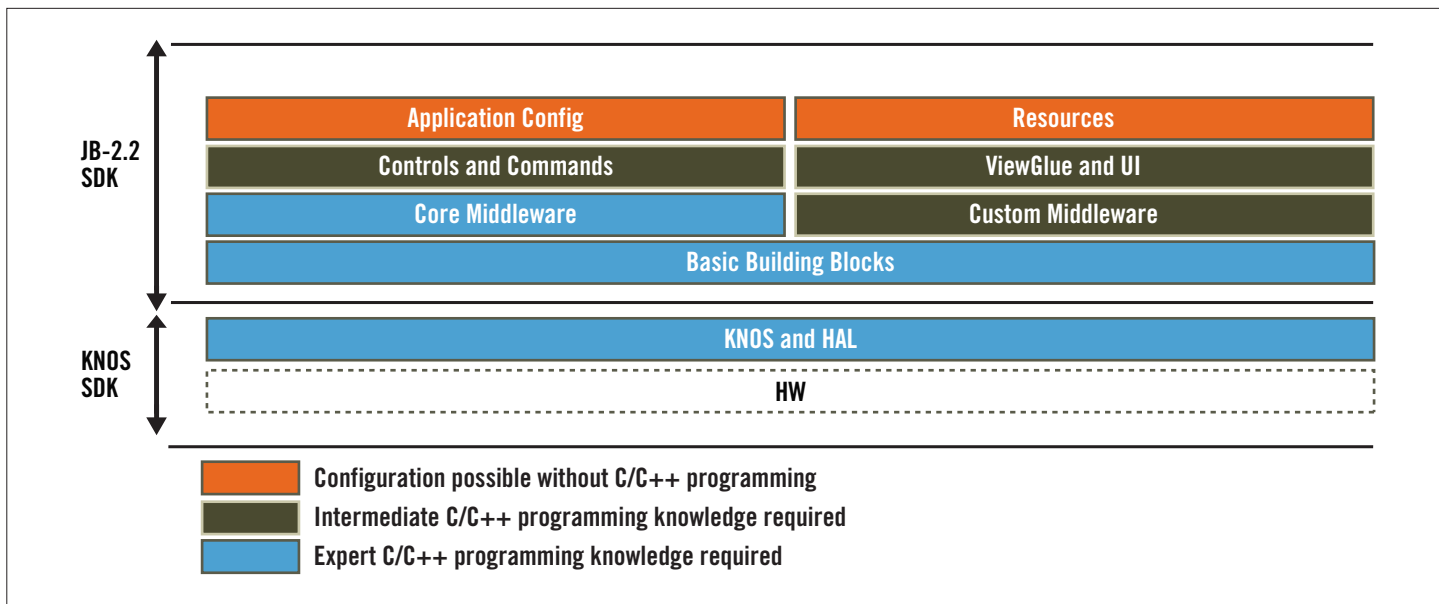 JB-2.2
SDK
Application Config
Resources
Controls and Commands
ViewGlue and UI
Core Middleware
Custom Middleware
Basic Building Blocks
KNOS
SDK
KNOS and HAL
HW
Configuration possible without C/C++ programming
Intermediate C/C++ programming knowledge required
Expert C/C++ programming knowledge required